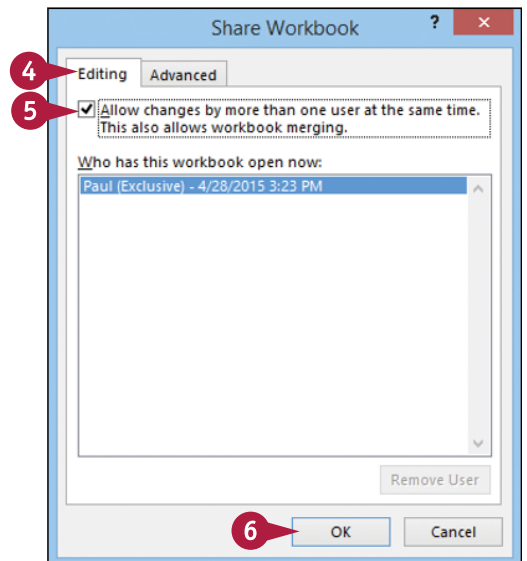 Share Workbook
?
×
4
Editing
Advanced
5
Allow changes by more than one user at the same time.
This also allows workbook merging.
Who has this workbook open now:
Paul (Exclusive) - 4/28/2015 3:23 PM
Remove User
6
OK
Cancel